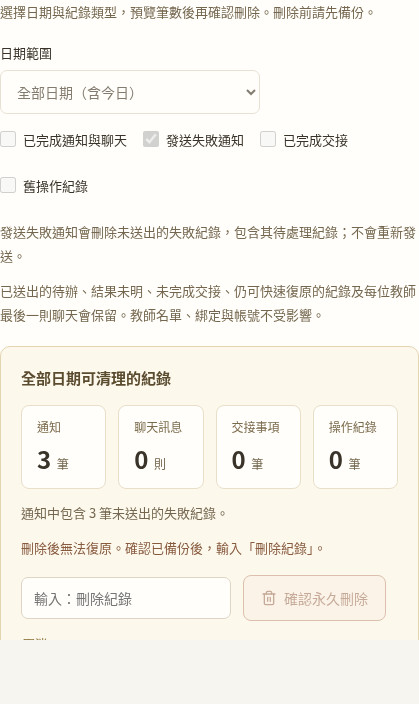 選擇日期與紀錄類型，預覽筆數後再確認刪除。刪除前請先備份。
日期範圍
全部日期（含今日）
已完成通知與聊天
發送失敗通知
已完成交接
舊操作紀錄
發送失敗通知會刪除未送出的失敗紀錄，包含其待處理紀錄；不會重新發
送。
已送出的待辦、結果未明、未完成交接、仍可快速復原的紀錄及每位教師
最後一則聊天會保留。教師名單、綁定與帳號不受影響。
全部日期可清理的紀錄
通知
3 筆
聊天訊息
0 則
交接事項
0 筆
操作紀錄
0 筆
通知中包含 3 筆未送出的失敗紀錄。
刪除後無法復原。確認已備份後，輸入「刪除紀錄」。
輸入：刪除紀錄
確認永久刪除